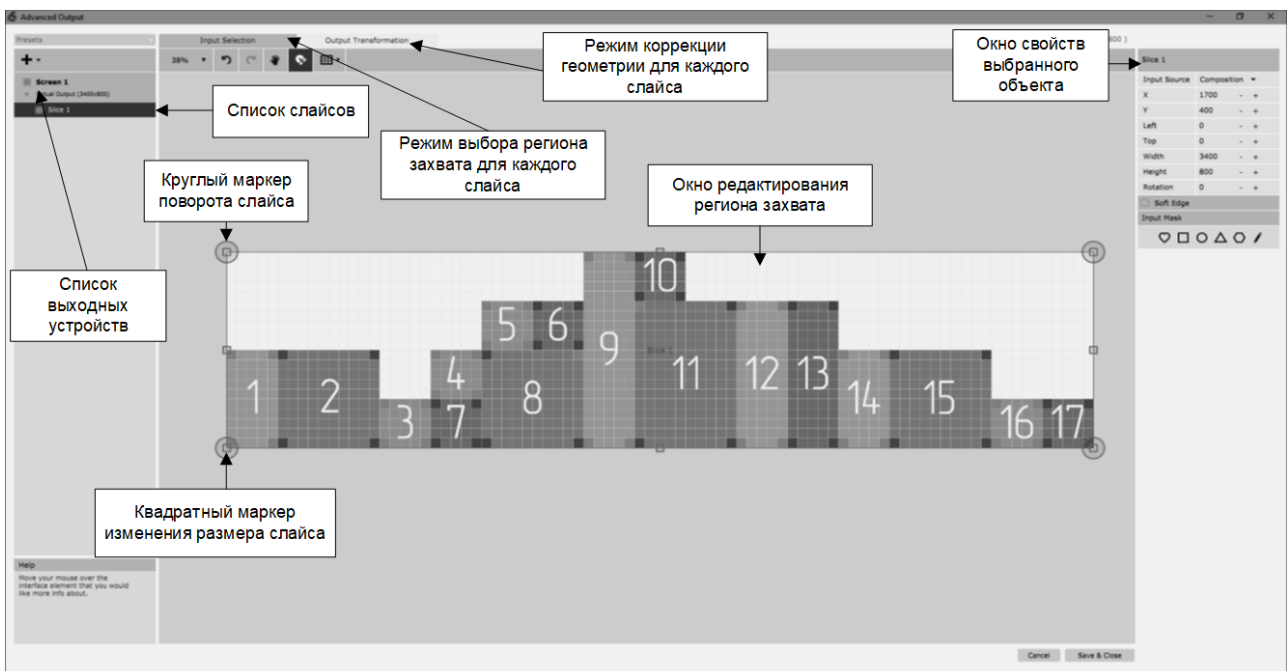 Advanced Output
Presets
Input Selection
Output Transformation
800 )
38%
Screen 1
Virtual Output (3400x800)
Slice 1
Список слайсов
Режим коррекции
геометрии для каждого
слайса
Окно свойств
выбранного
объекта
Режим выбора региона
захвата для каждого
слайса
Круглый маркер
поворота слайса
Окно редактирования
региона захвата
Список
выходных
устройств
Slice 1
Input Source Composition
X 1700 - +
Y 400 - +
Left 0 - +
Top 0 - +
Width 3400 - +
Height 800 - +
Rotation 0 - +
Soft Edge
Input Mask
1
2
3
4
5
6
7
8
9
10
Slice 1
11
12
13
14
15
16
17
Квадратный маркер
изменения размера слайса
Help
Move your mouse over the
interface element that you would
like more info about.
Cancel
Save & Close